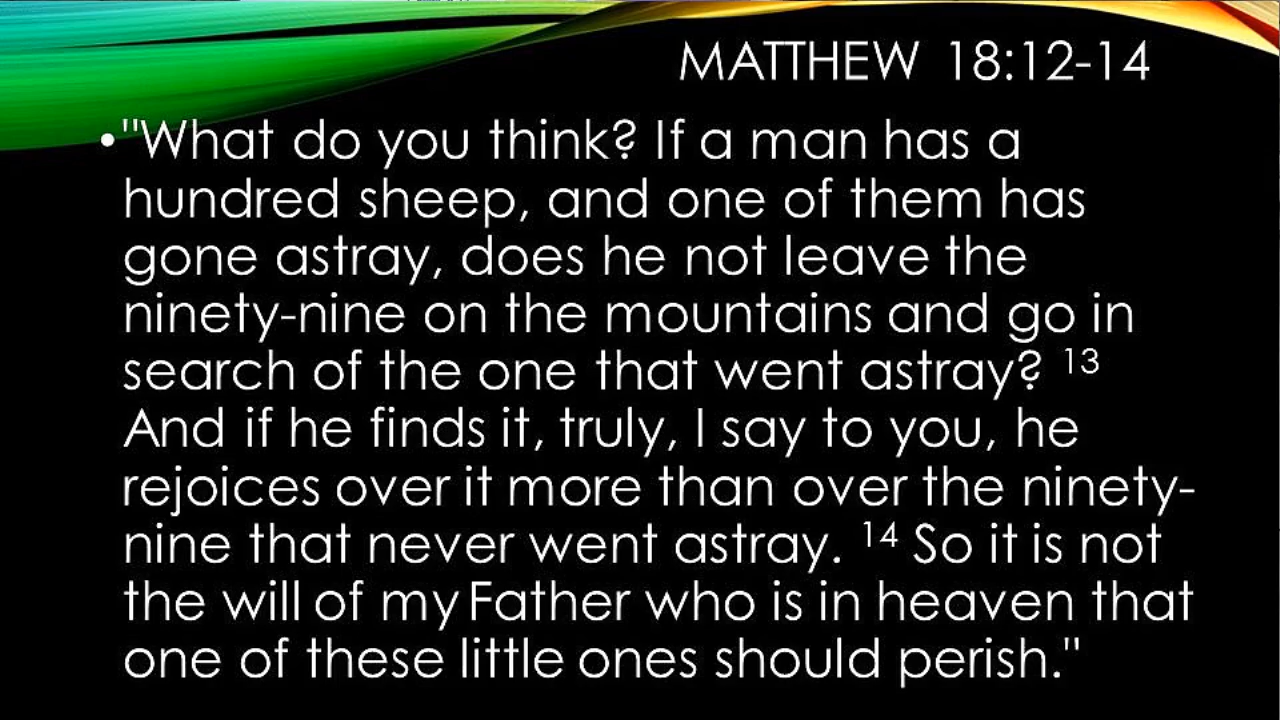 MATTHEW 18:12-14
•"What do you think? If a man has a
hundred sheep, and one of them has
gone astray, does he not leave the
ninety-nine on the mountains and go in
search of the one that went astray? 13
And if he finds it, truly, I say to you, he
rejoices over it more than over the ninety-
nine that never went astray. 14 So it is not
the will of my Father who is in heaven that
one of these little ones should perish."